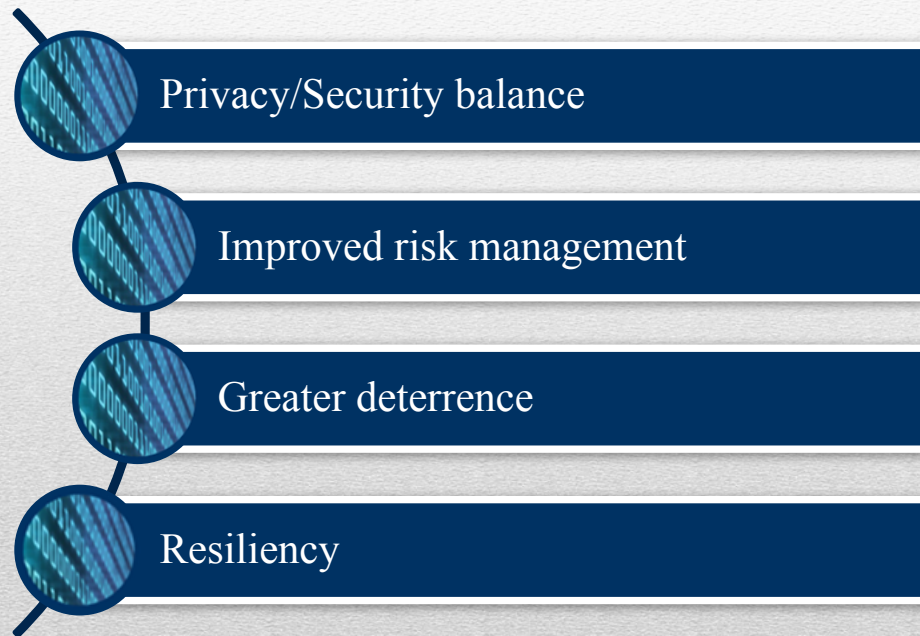 Privacy/Security balance
Improved risk management
Greater deterrence
Resiliency